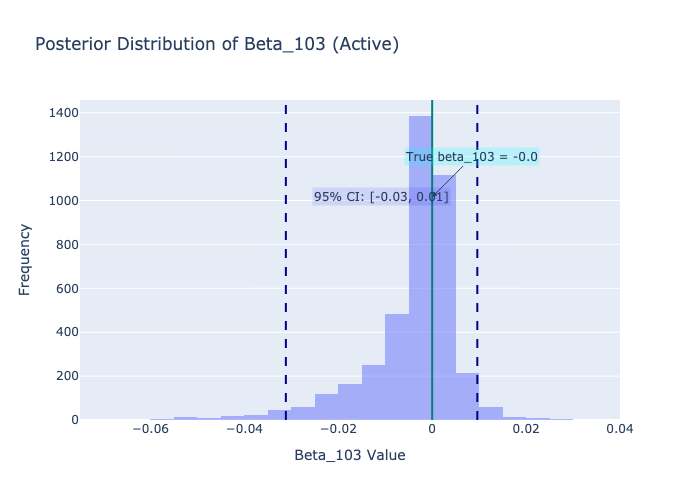 Posterior Distribution of Beta_103 (Active)
1400
1200
1000
800
600
400
200
0
Frequency
True beta_103 = -0.0
95% CI: [-0.03, 0.01]
−0.06
−0.04
−0.02
0
0.02
0.04
Beta_103 Value